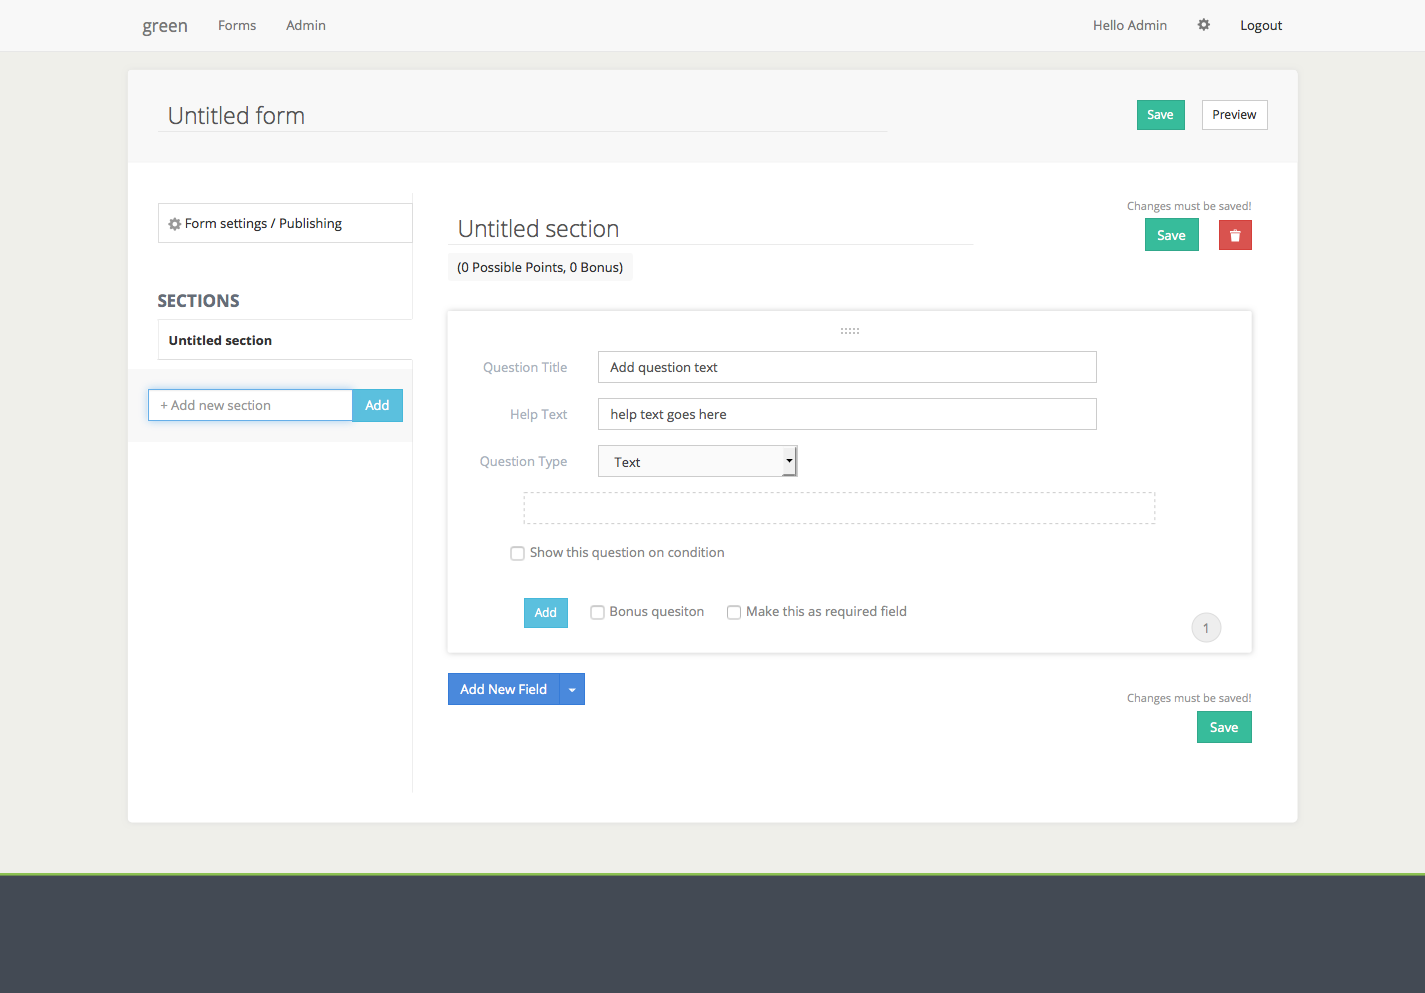 green Forms Admin Hello Admin Logout
Untitled form
Save Preview
Form settings / Publishing
SECTIONS
Untitled section
+ Add new section Add
Changes must be saved!
Untitled section
Save
(0 Possible Points, 0 Bonus)
Question Title Add question text
Help Text help text goes here
Question Type Text
Show this question on condition
Add Bonus quesiton Make this as required field
1
Add New Field
Changes must be saved!
Save